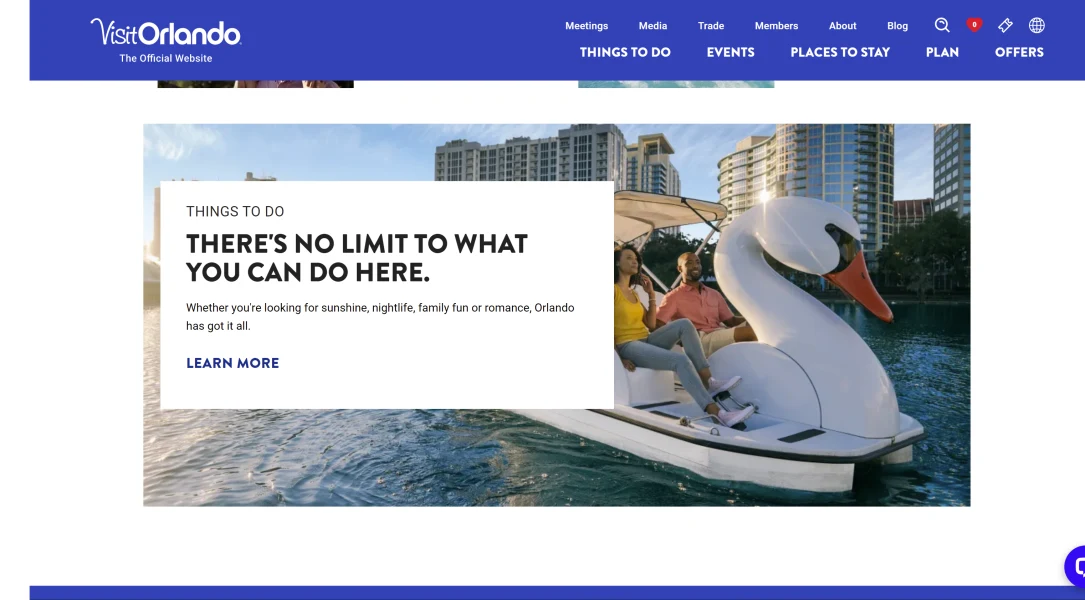 VisitOrlando
The Official Website
Meetings Media Trade Members About Blog 0
THINGS TO DO EVENTS PLACES TO STAY PLAN OFFERS
THINGS TO DO
THERE'S NO LIMIT TO WHAT
YOU CAN DO HERE.
Whether you're looking for sunshine, nightlife, family fun or romance, Orlando
has got it all.
LEARN MORE